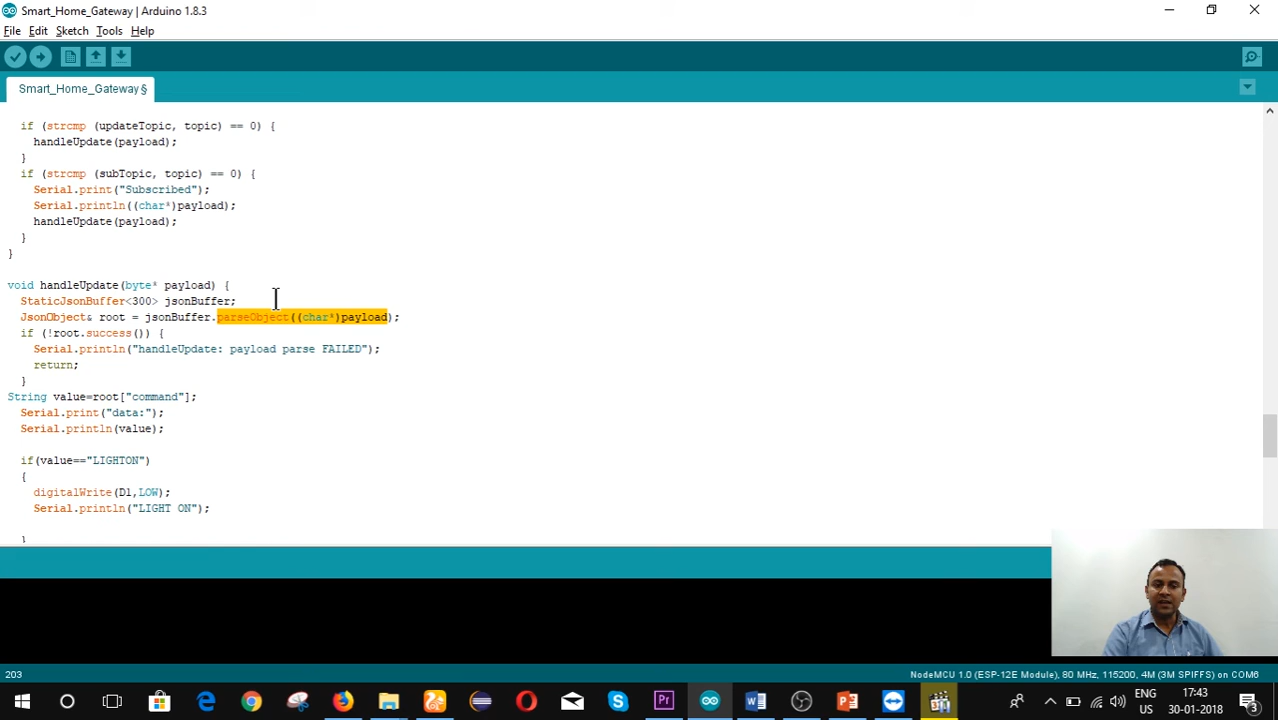 Smart_Home_Gateway | Arduino 1.8.3
File Edit Sketch Tools Help
Smart_Home_Gateway§
if (strcmp (updateTopic, topic) == 0) {
handleUpdate(payload);
}
if (strcmp (subTopic, topic) == 0) {
Serial.print("Subscribed");
Serial.println((char*)payload);
handleUpdate(payload);
}
}
void handleUpdate(byte* payload) {
StaticJsonBuffer<300> jsonBuffer;
JsonObject& root = jsonBuffer.parseObject((char*)payload);
if (!root.success()) {
Serial.println("handleUpdate: payload parse FAILED");
return;
}
String value=root["command"];
Serial.print("data:");
Serial.println(value);
if(value=="LIGHTON")
{
digitalWrite(D1,LOW);
Serial.println("LIGHT ON");
}
203
NodeMCU 1.0 (ESP-12E Module), 80 MHz, 115200, 4M (3M SPIFFS) on COM6
ENG
US
17:43
30-01-2018
3